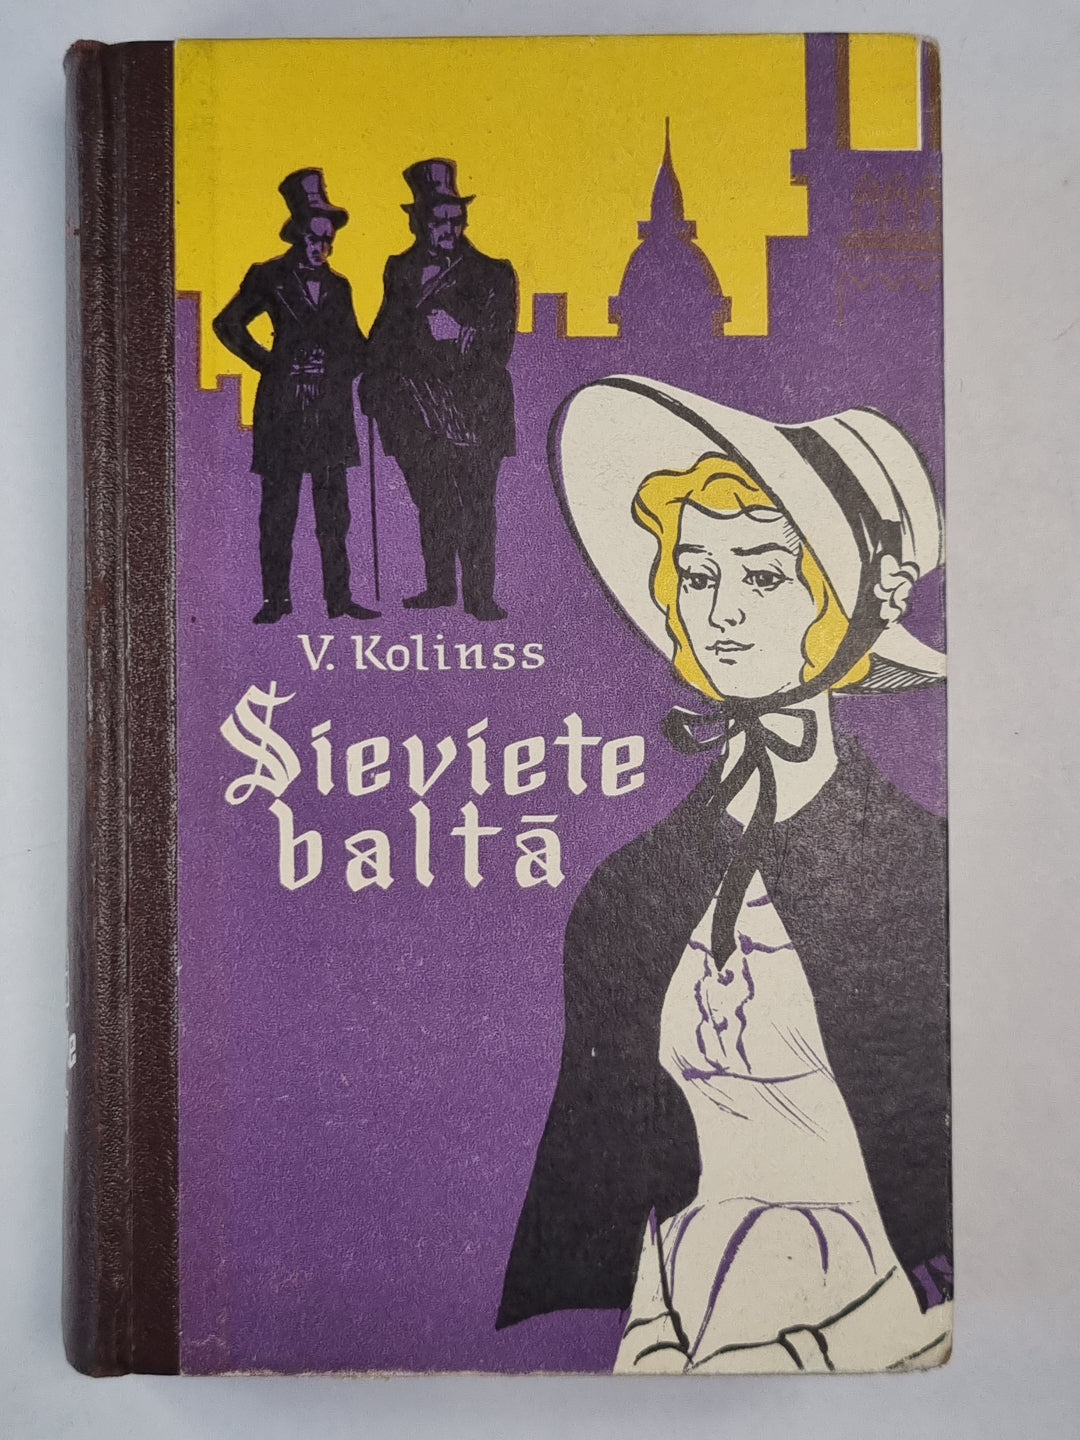 V. Kolinss
Sieviete
baltā